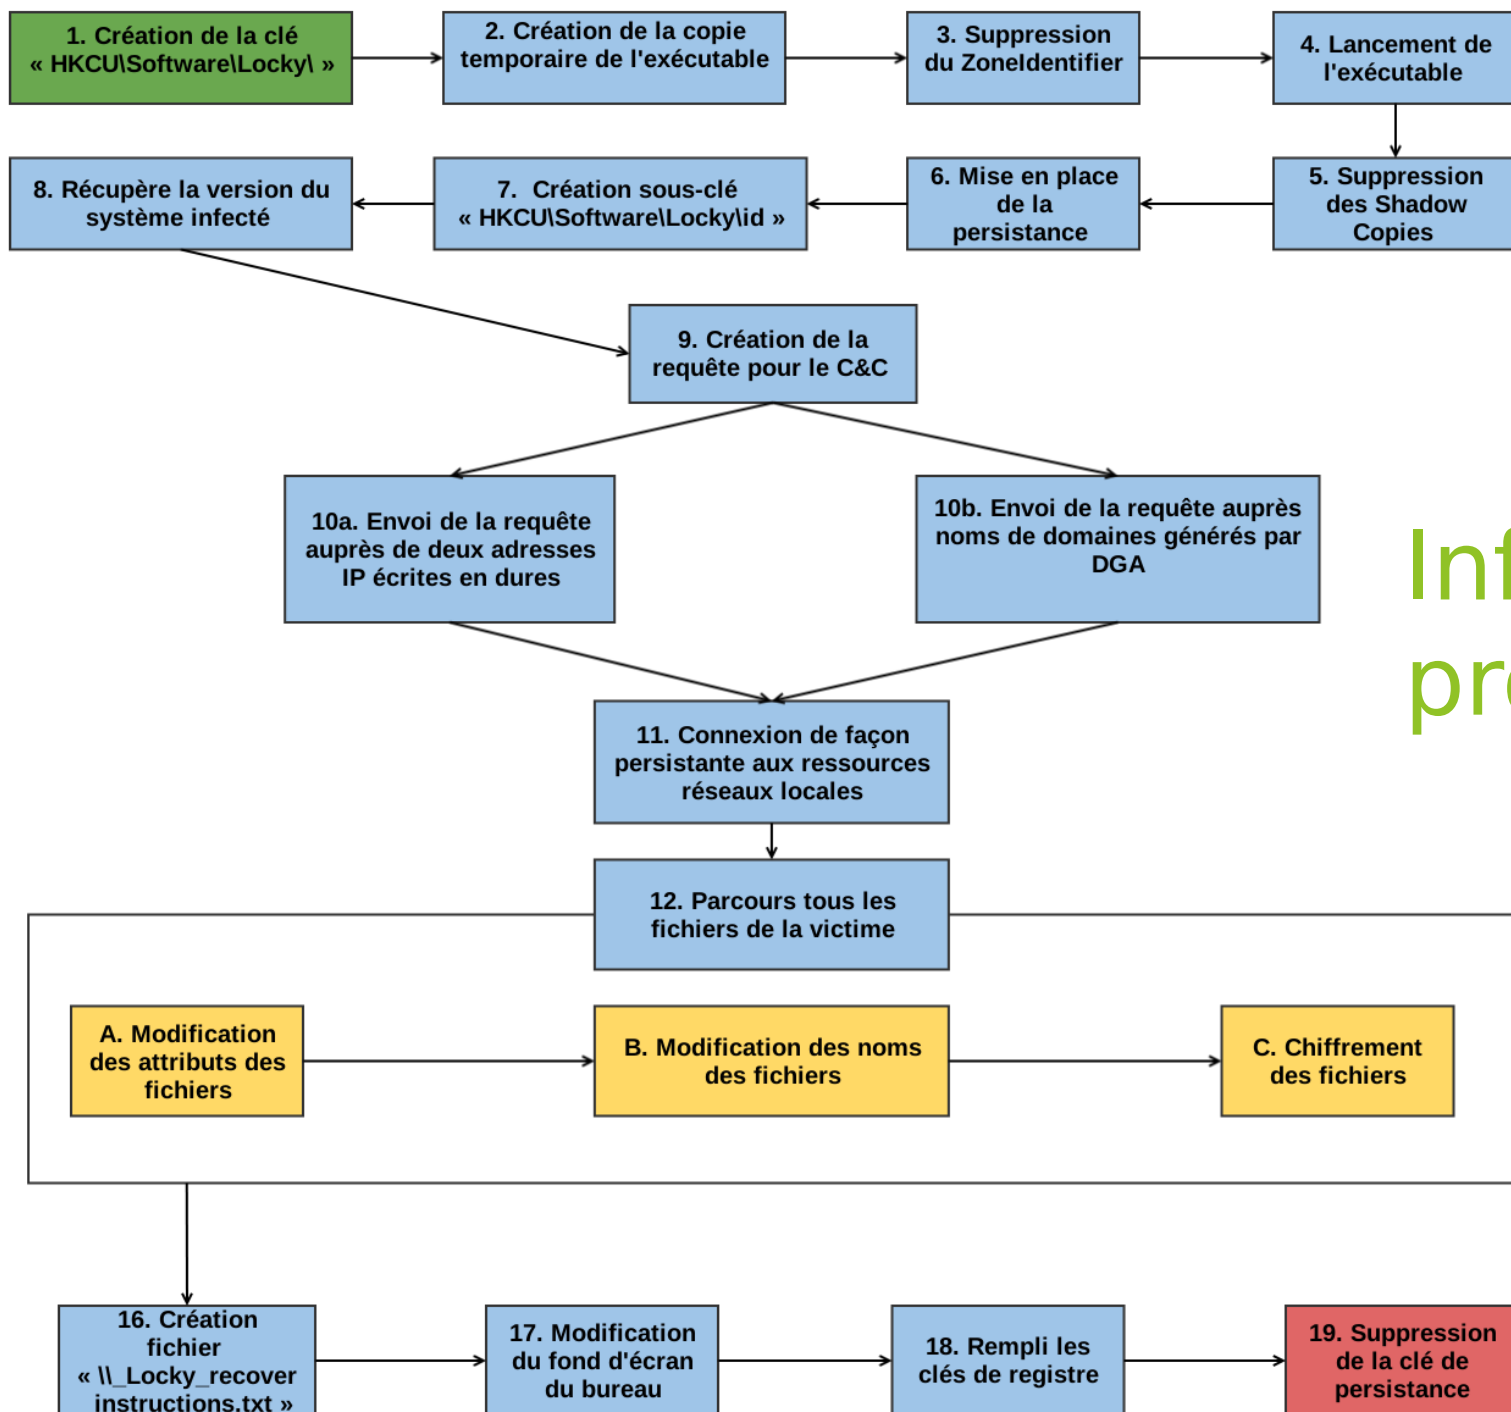 1. Création de la clé
« HKCU\Software\Locky\ »
2. Création de la copie
temporaire de l'exécutable
3. Suppression
du ZoneIdentifier
4. Lancement de
l'exécutable
8. Récupère la version du
système infecté
7. Création sous-clé
« HKCU\Software\Locky\id »
6. Mise en place
de la
persistance
5. Suppression
des Shadow
Copies
9. Création de la
requête pour le C&C
10a. Envoi de la requête
auprès de deux adresses
IP écrites en dures
10b. Envoi de la requête auprès
noms de domaines générés par
DGA
11. Connexion de façon
persistante aux ressources
réseaux locales
12. Parcours tous les
fichiers de la victime
A. Modification
des attributs des
fichiers
B. Modification des noms
des fichiers
C. Chiffrement
des fichiers
16. Création
fichier
« \\_Locky_recover
instructions.txt »
17. Modification
du fond d'écran
du bureau
18. Rempli les
clés de registre
19. Suppression
de la clé de
persistance